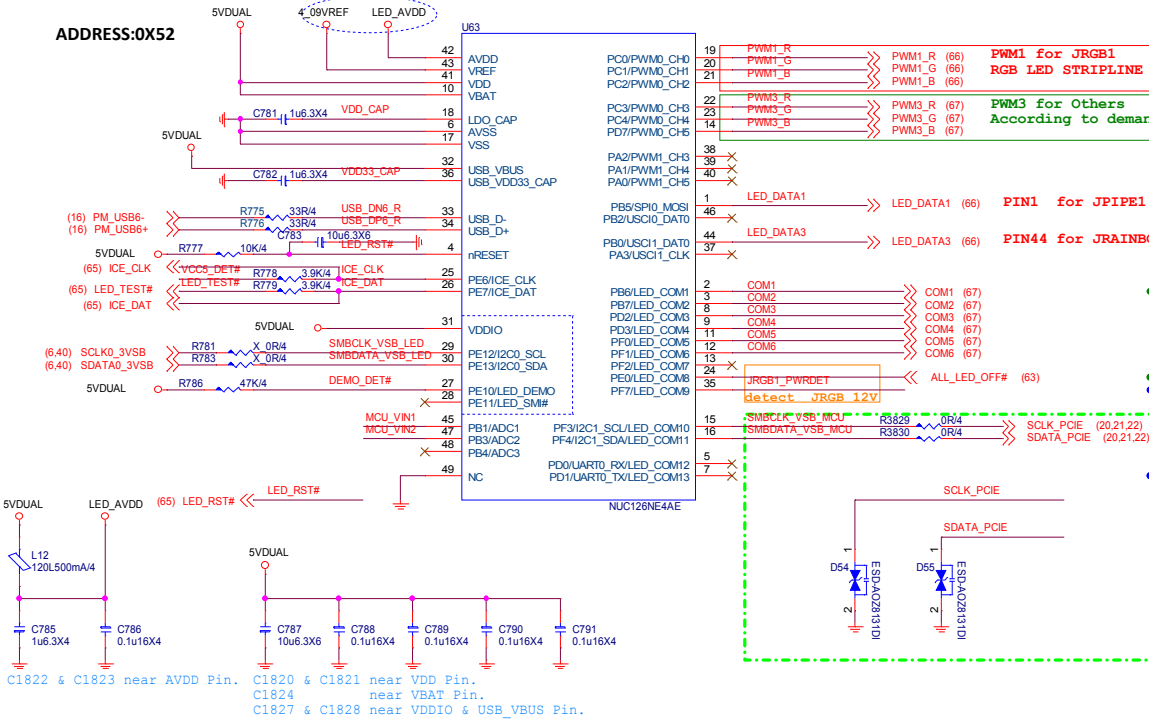 ADDRESS:0X52
5VDUAL
4_09VREF
LED_AVDD
U63
42 AVDD
43 VREF
41 VDD
10 VBAT
C781 1u6.3X4 VDD_CAP
18 LDO_CAP
6 AVSS
17 VSS
5VDUAL
32 USB_VBUS
C782 1u6.3X4 VDD33_CAP
36 USB_VDD33_CAP
(16) PM_USB6- R775 33R/4 USB_DN6_R 33 USB_D-
(16) PM_USB6+ R776 33R/4 USB_DP6_R 34 USB_D+
C783 10u6.3X6
5VDUAL R777 10K/4 LED_RST# 4 nRESET
(65) ICE_CLK
VCC5_DET# R778 3.9K/4 ICE_CLK 25 PE6/ICE_CLK
(65) LED_TEST# LED_TEST# R779 3.9K/4 ICE_DAT 26 PE7/ICE_DAT
(65) ICE_DAT
5VDUAL 31 VDDIO
(6,40) SCLK0_3VSB R781 X_0R/4 SMBCLK_VSB_LED 29 PE12/I2C0_SCL
(6,40) SDATA0_3VSB R783 X_0R/4 SMBDATA_VSB_LED 30 PE13/I2C0_SDA
5VDUAL R786 47K/4 DEMO_DET# 27 PE10/LED_DEMO
28 PE11/LED_SMI#
MCU_VIN1 45 PB1/ADC1
MCU_VIN2 47 PB3/ADC2
48 PB4/ADC3
49 NC
NUC126NE4AE
PC0/PWM0_CH0 19 PWM1_R PWM1_R (66)
PC1/PWM0_CH1 20 PWM1_G PWM1_G (66)
PC2/PWM0_CH2 21 PWM1_B PWM1_B (66)
PWM1 for JRGB1
RGB LED STRIPLINE
PC3/PWM0_CH3 22 PWM3_R PWM3_R (67)
PC4/PWM0_CH4 23 PWM3_G PWM3_G (67)
PD7/PWM0_CH5 14 PWM3_B PWM3_B (67)
PWM3 for Others
According to deman
PA2/PWM1_CH3 38
PA1/PWM1_CH4 39
PA0/PWM1_CH5 40
PB5/SPI0_MOSI 1 LED_DATA1 LED_DATA1 (66) PIN1 for JPIPE1
PB2/USCI0_DAT0 46
PB0/USCI1_DAT0 44 LED_DATA3 LED_DATA3 (66) PIN44 for JRAINBO
PA3/USCI1_CLK 37
PB6/LED_COM1 2 COM1 COM1 (67)
PB7/LED_COM2 3 COM2 COM2 (67)
PD2/LED_COM3 8 COM3 COM3 (67)
PD3/LED_COM4 9 COM4 COM4 (67)
PF0/LED_COM5 11 COM5 COM5 (67)
PF1/LED_COM6 12 COM6 COM6 (67)
PF2/LED_COM7 13
PE0/LED_COM8 24 ALL_LED_OFF# (63)
PF7/LED_COM9 35 JRGB1_PWRDET
detect JRGB 12V
PF3/I2C1_SCL/LED_COM10 15 SMBCLK_VSB_MCU R3829 0R/4 SCLK_PCIE (20,21,22)
PF4/I2C1_SDA/LED_COM11 16 SMBDATA_VSB_MCU R3830 0R/4 SDATA_PCIE (20,21,22)
PD0/UART0_RX/LED_COM12 5
PD1/UART0_TX/LED_COM13 7
SCLK_PCIE
SDATA_PCIE
D54 1 2 ESD-AOZ8131DI
D55 1 2 ESD-AOZ8131DI
(65) LED_RST# LED_RST#
5VDUAL LED_AVDD
L12
120L500mA/4
C785
1u6.3X4
C786
0.1u16X4
5VDUAL
C787
10u6.3X6
C788
0.1u16X4
C789
0.1u16X4
C790
0.1u16X4
C791
0.1u16X4
C1822 & C1823 near AVDD Pin.
C1820 & C1821 near VDD Pin.
C1824 near VBAT Pin.
C1827 & C1828 near VDDIO & USB_VBUS Pin.